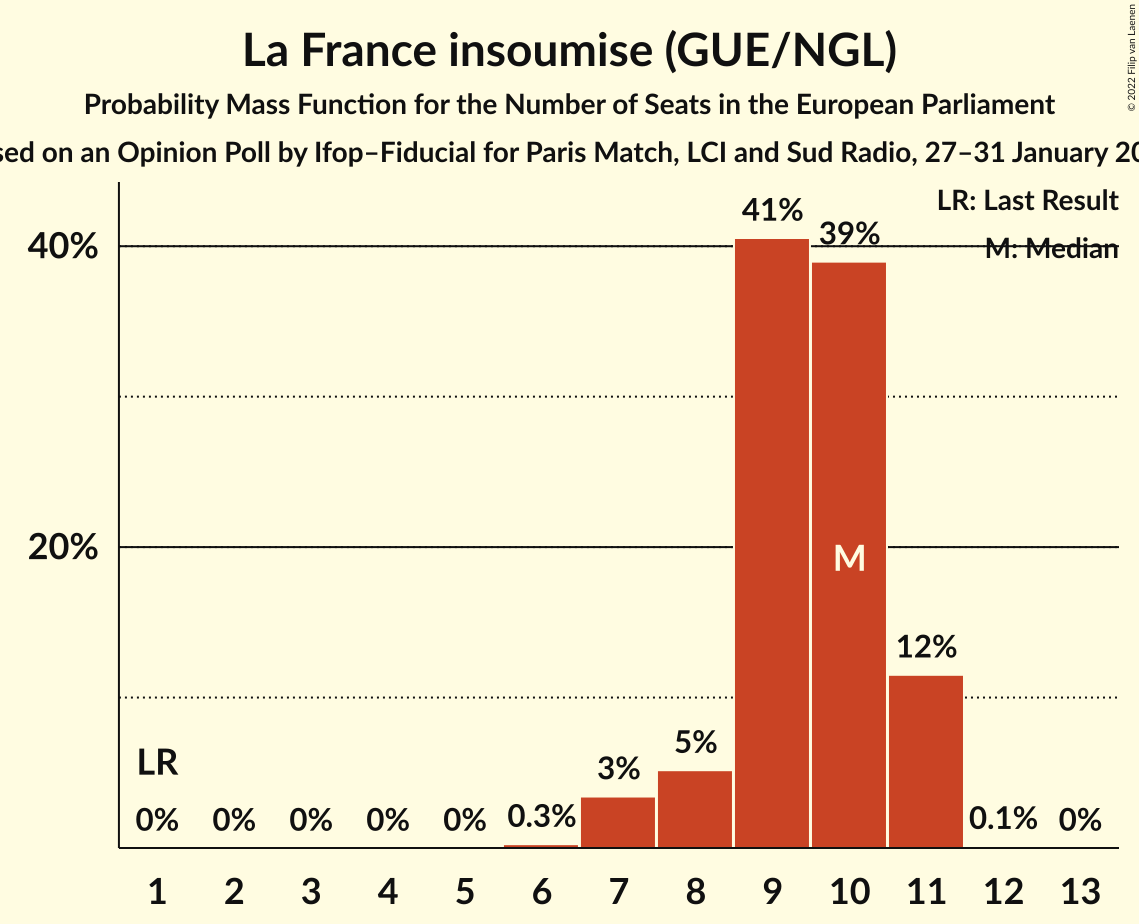 La France insoumise (GUE/NGL)
Probability Mass Function for the Number of Seats in the European Parliament
on an Opinion Poll by Ifop–Fiducial for Paris Match, LCI and Sud Radio, 27–31 January
© 2022 Filip van Laenen
LR: Last Result
M: Median
41%
39%
40%
20%
M
12%
LR
5%
3%
0% 0% 0% 0% 0% 0.3% 0.1% 0%
1 2 3 4 5 6 7 8 9 10 11 12 13